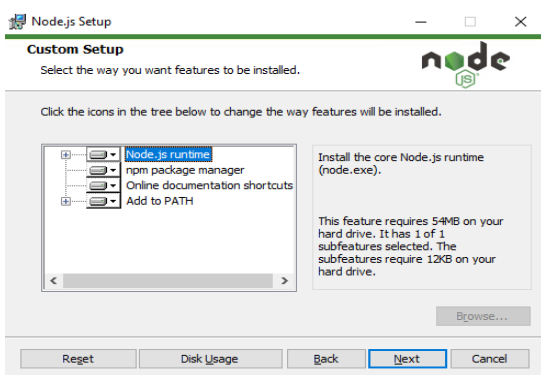 Node.js Setup
Custom Setup
Select the way you want features to be installed.
node
JS
Click the icons in the tree below to change the way features will be installed.
Node.js runtime
npm package manager
Online documentation shortcuts
Add to PATH
Install the core Node.js runtime
(node.exe).
This feature requires 54MB on your
hard drive. It has 1 of 1
subfeatures selected. The
subfeatures require 12KB on your
hard drive.
Browse...
Reset
Disk Usage
Back
Next
Cancel